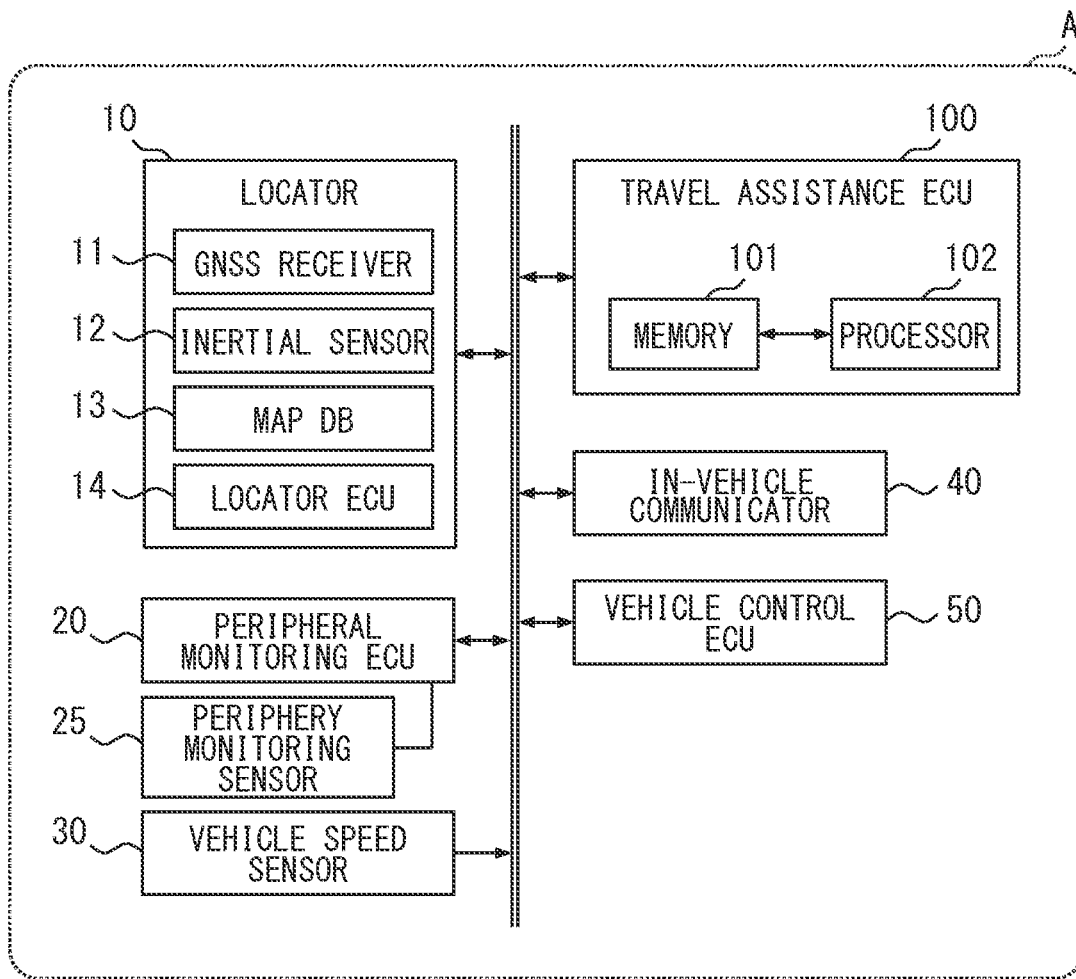 A
10
LOCATOR
11
GNSS RECEIVER
12
INERTIAL SENSOR
13
MAP DB
14
LOCATOR ECU
100
TRAVEL ASSISTANCE ECU
101
MEMORY
102
PROCESSOR
IN-VEHICLE
COMMUNICATOR
40
VEHICLE CONTROL
ECU
50
20
PERIPHERAL
MONITORING ECU
25
PERIPHERY
MONITORING
SENSOR
30
VEHICLE SPEED
SENSOR